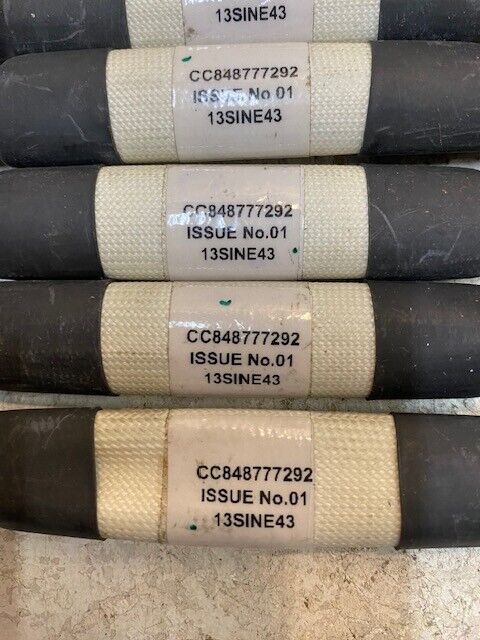 13SINE43
CC848777292
ISSUE No 01
13SINE43
CC848777292
ISSUE No.01
13SINE43
CC848777292
ISSUE No.01
13SINE43
CC848777292
ISSUE No.01
13SINE43